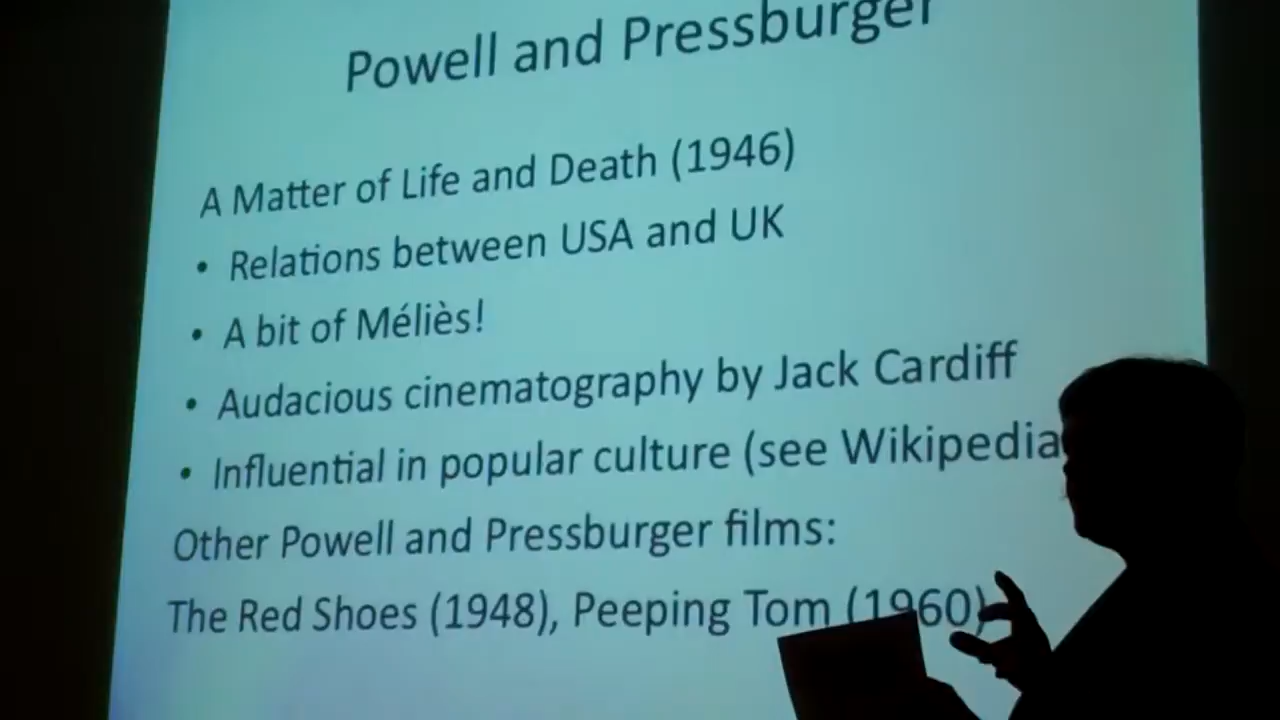 Powell and Pressburger
A Matter of Life and Death (1946)
• Relations between USA and UK
• A bit of Méliès!
• Audacious cinematography by Jack Cardiff
• Influential in popular culture (see Wikipedia
Other Powell and Pressburger films:
The Red Shoes (1948), Peeping Tom (1960)